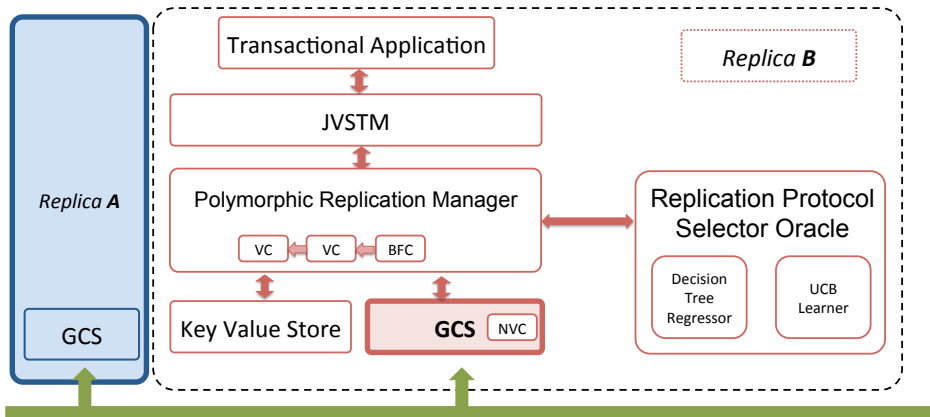 Transactional Application
Replica B
JVSTM
Replica A
Polymorphic Replication Manager
VC
VC
BFC
Replication Protocol
Selector Oracle
Decision
Tree
Regressor
UCB
Learner
Key Value Store
GCS
NVC
GCS